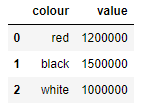 colour value
0 red 1200000
1 black 1500000
2 white 1000000